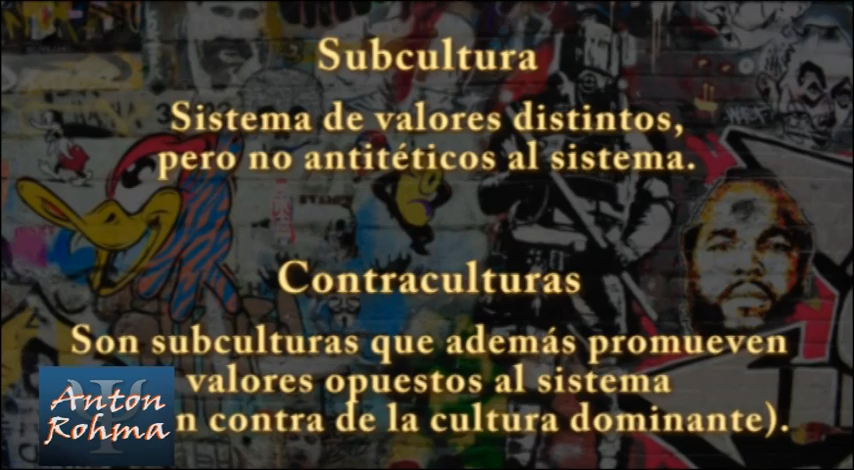 Subcultura
Sistema de valores distintos,
pero no antitéticos al sistema.
Contraculturas
Son subculturas que además promueven
valores opuestos al sistema
n contra de la cultura dominante).
Anton
Rohma